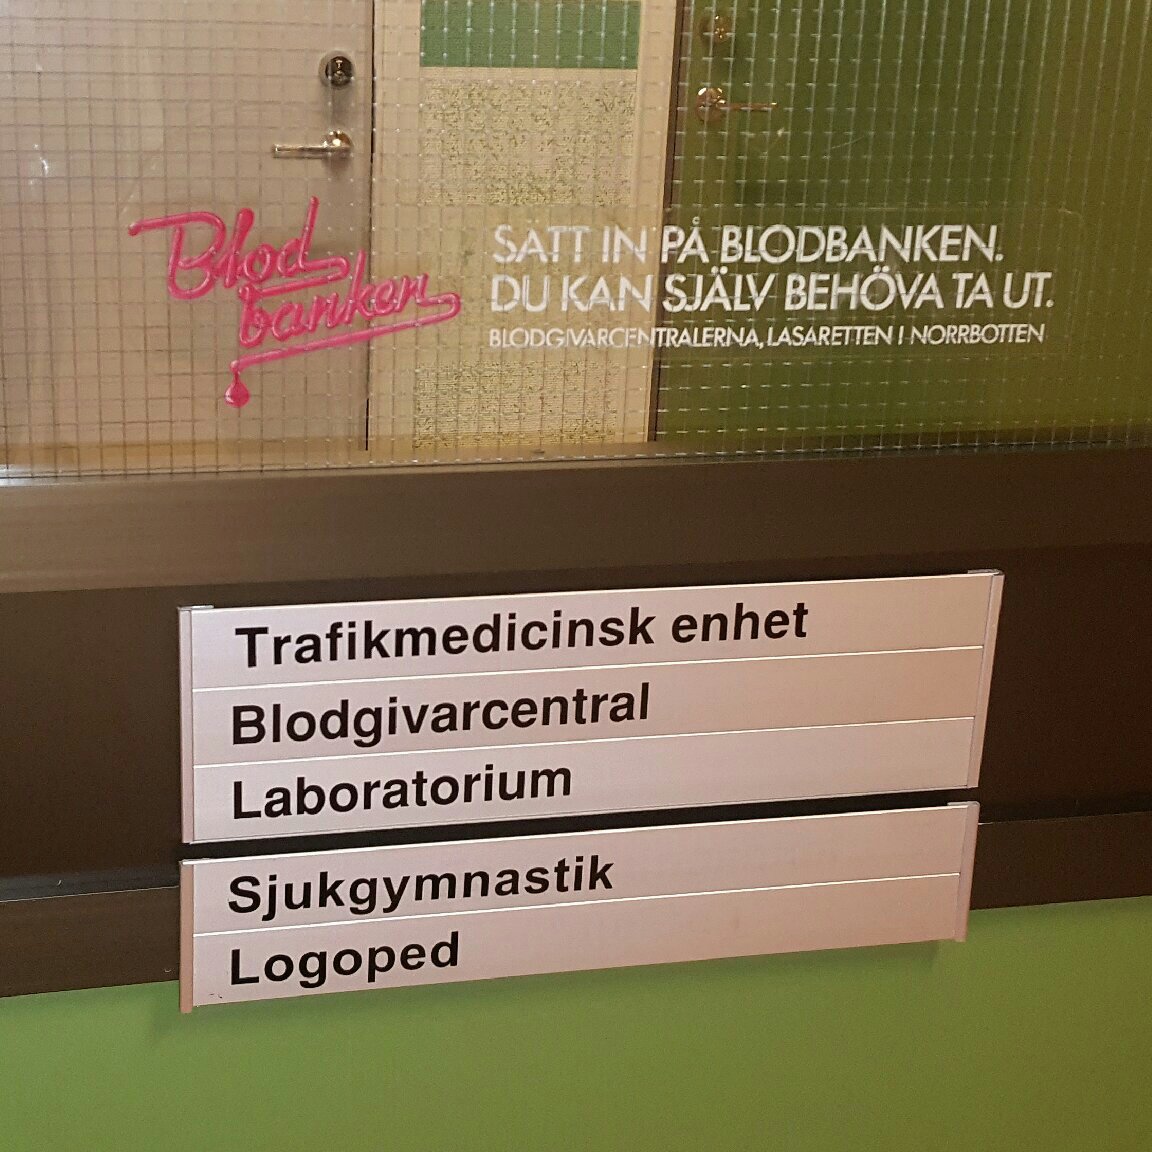 Blod
banken
SÄTT IN PÅ BLODBANKEN.
DU KAN SJÄLV BEHÖVA TA UT.
BLODGIVARCENTRALERNA, LASARETTEN I NORRBOTTEN
Trafikmedicinsk enhet
Blodgivarcentral
Laboratorium
Sjukgymnastik
Logoped